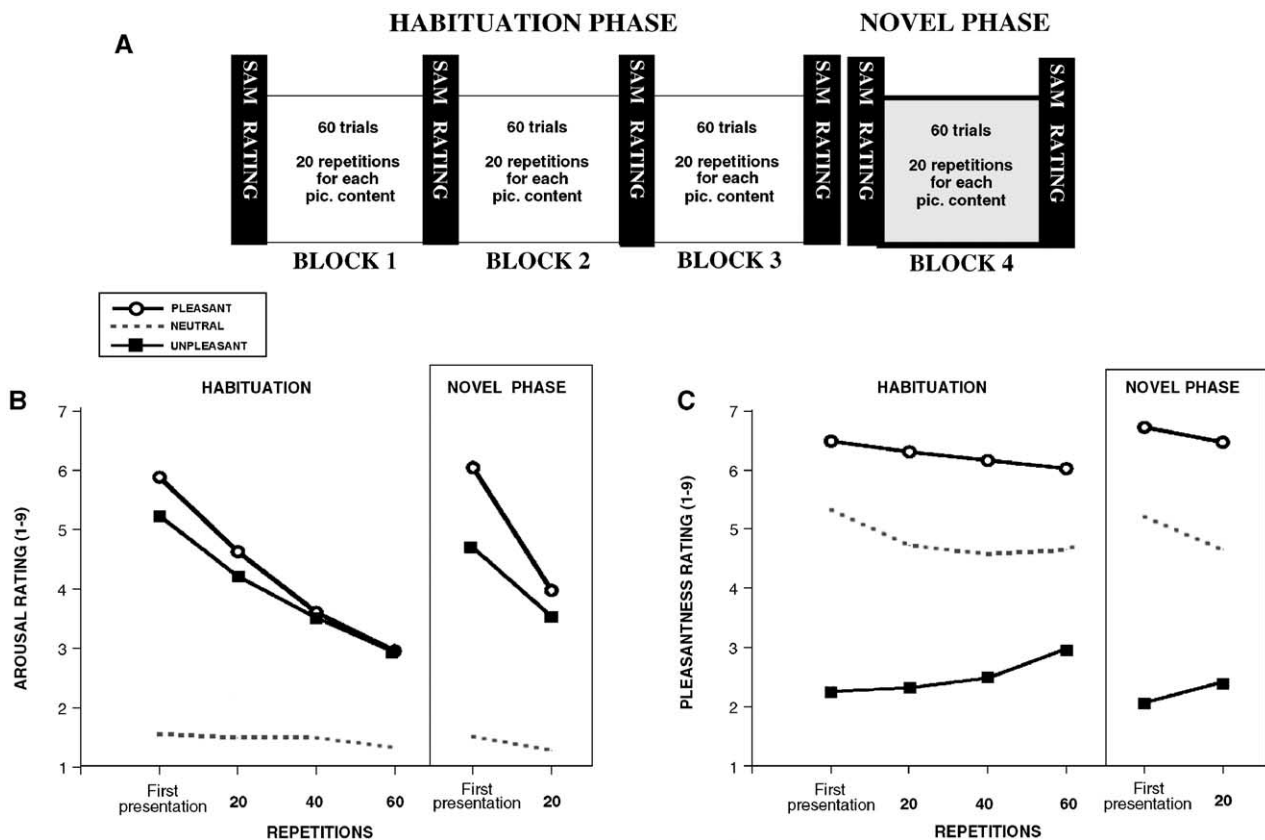 HABITUATION PHASE
NOVEL PHASE
A
SAM RATING
60 trials
20 repetitions
for each
pic. content
SAM RATING
60 trials
20 repetitions
for each
pic. content
SAM RATING
60 trials
20 repetitions
for each
pic. content
SAM RATING
SAM RATING
60 trials
20 repetitions
for each
pic. content
SAM RATING
BLOCK 1
BLOCK 2
BLOCK 3
BLOCK 4
PLEASANT
NEUTRAL
UNPLEASANT
B
HABITUATION
NOVEL PHASE
AROUSAL RATING (1-9)
7
6
5
4
3
2
1
First
presentation
20
40
60
First
presentation
20
REPETITIONS
C
HABITUATION
NOVEL PHASE
PLEASANTNESS RATING (1-9)
7
6
5
4
3
2
1
First
presentation
20
40
60
First
presentation
20
REPETITIONS